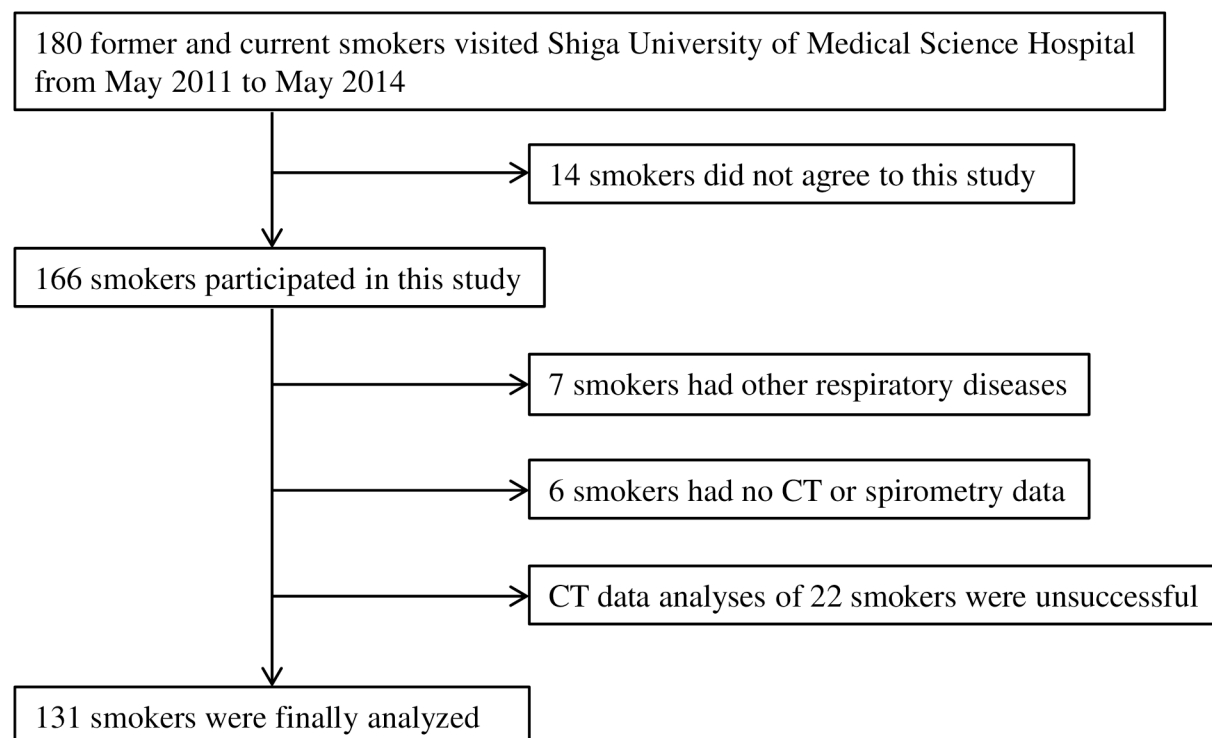 180 former and current smokers visited Shiga University of Medical Science Hospital
from May 2011 to May 2014
14 smokers did not agree to this study
166 smokers participated in this study
7 smokers had other respiratory diseases
6 smokers had no CT or spirometry data
CT data analyses of 22 smokers were unsuccessful
131 smokers were finally analyzed